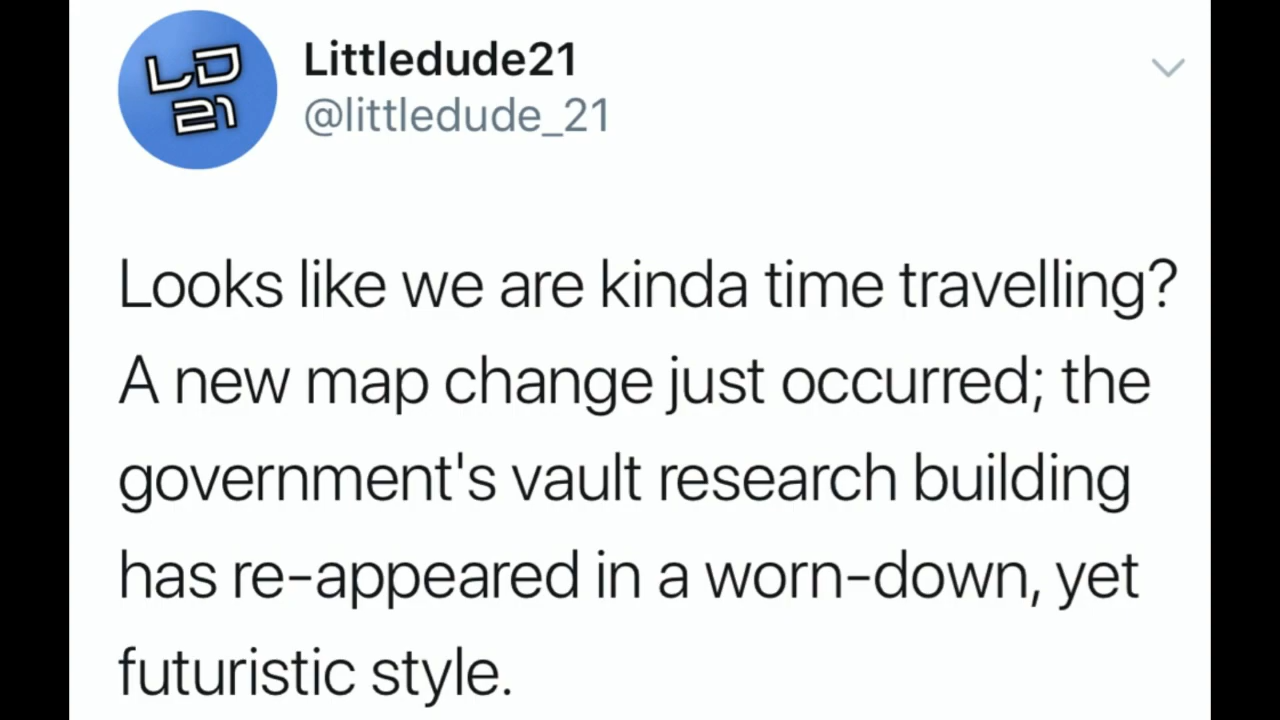 LD
21
Littledude21
@littledude_21
Looks like we are kinda time travelling?
A new map change just occurred; the
government's vault research building
has re-appeared in a worn-down, yet
futuristic style.